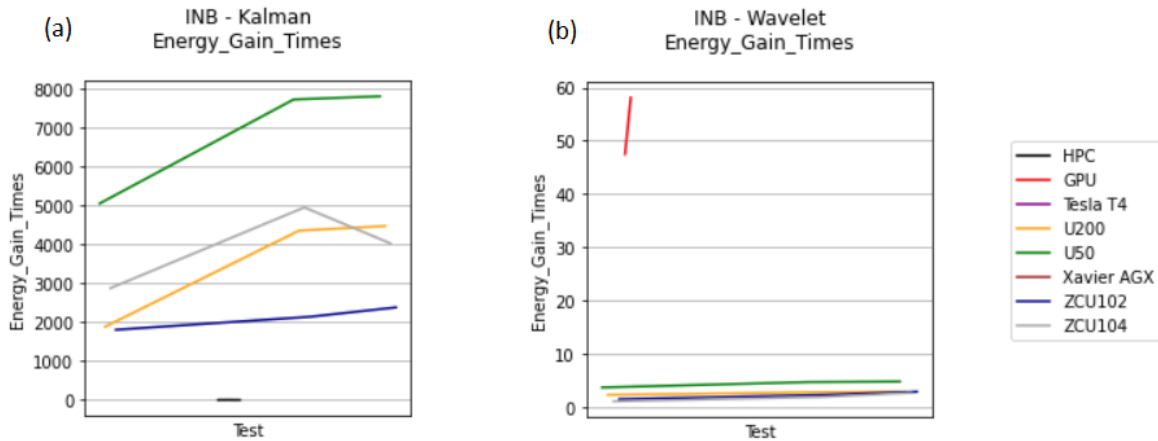 (a)
INB - Kalman
Energy_Gain_Times
8000
7000
6000
5000
4000
3000
2000
1000
0
Energy_Gain_Times
Test
(b)
INB - Wavelet
Energy_Gain_Times
60
50
40
30
20
10
0
Energy_Gain_Times
Test
HPC
GPU
Tesla T4
U200
U50
Xavier AGX
ZCU102
ZCU104